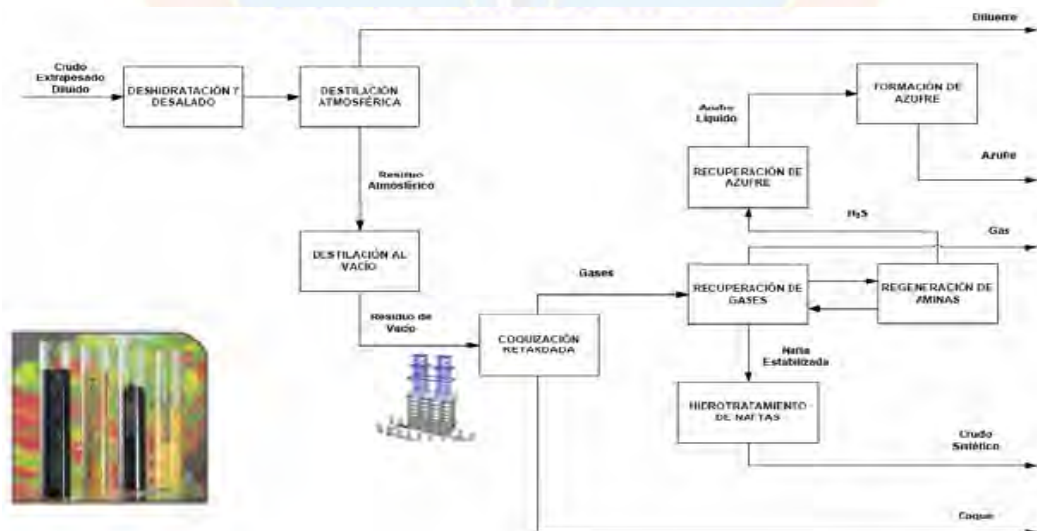 Diluente
Crudo
Extrapesado
Diluido
DESHIDRATACIÓN Y
DESALADO
DESTILACIÓN
ATMOSFÉRICA
FORMACIÓN DE
AZUFRE
Azufre
Líquido
Azufre
Residuo
Atmosférico
RECUPERACIÓN DE
AZUFRE
H₂S
Gas
DESTILACIÓN AL
VACÍO
Gases
RECUPERACIÓN DE
GASES
REGENERACIÓN DE
AMINAS
Residuo de
Vacío
COQUIZACIÓN
RETARDADA
Nafta
Estabilizada
HIDROTRATAMIENTO
DE NAFTAS
Crudo
Sintético
Coque